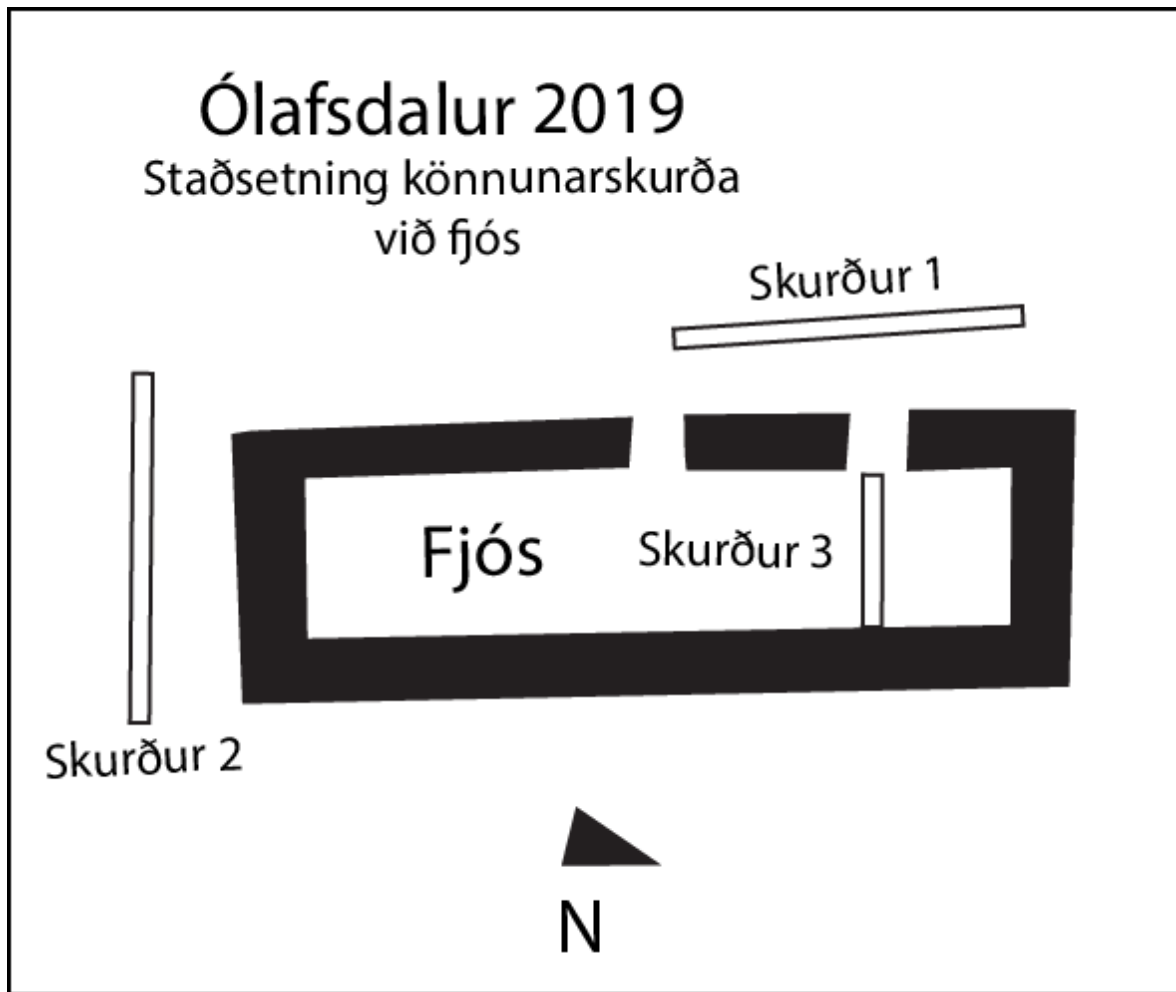 Ólafsdalur 2019
Staðsetning könnunarskurða
við fjós
Skurður 1
Fjós
Skurður 3
Skurður 2
N